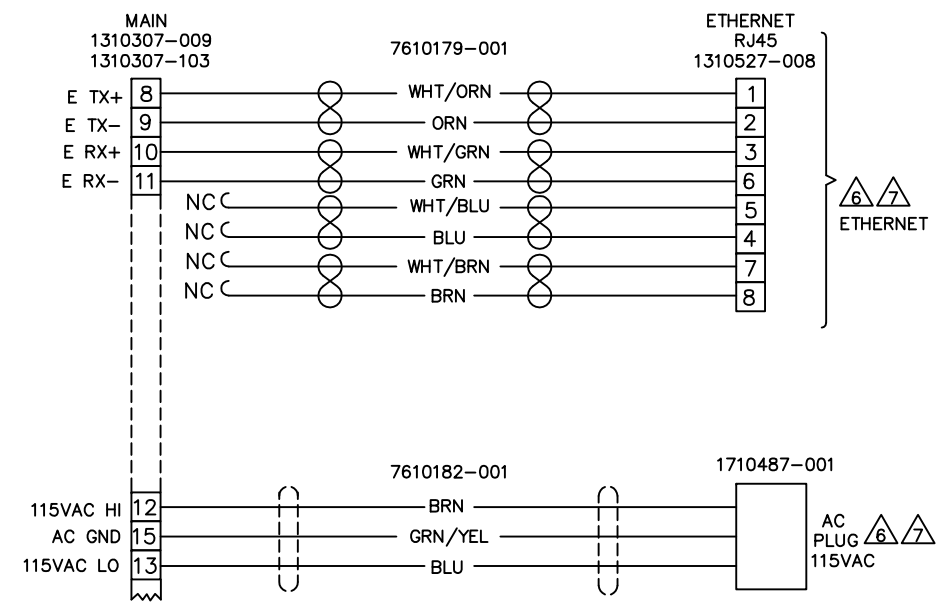 MAIN
1310307-009
1310307-103
7610179-001
ETHERNET
RJ45
1310527-008
E TX+ 8 WHT/ORN 1
E TX- 9 ORN 2
E RX+ 10 WHT/GRN 3
E RX- 11 GRN 6
NC WHT/BLU 5
NC BLU 4
NC WHT/BRN 7
NC BRN 8
6 7
ETHERNET
7610182-001
1710487-001
115VAC HI 12 BRN
AC GND 15 GRN/YEL
115VAC LO 13 BLU
AC
PLUG 6 7
115VAC